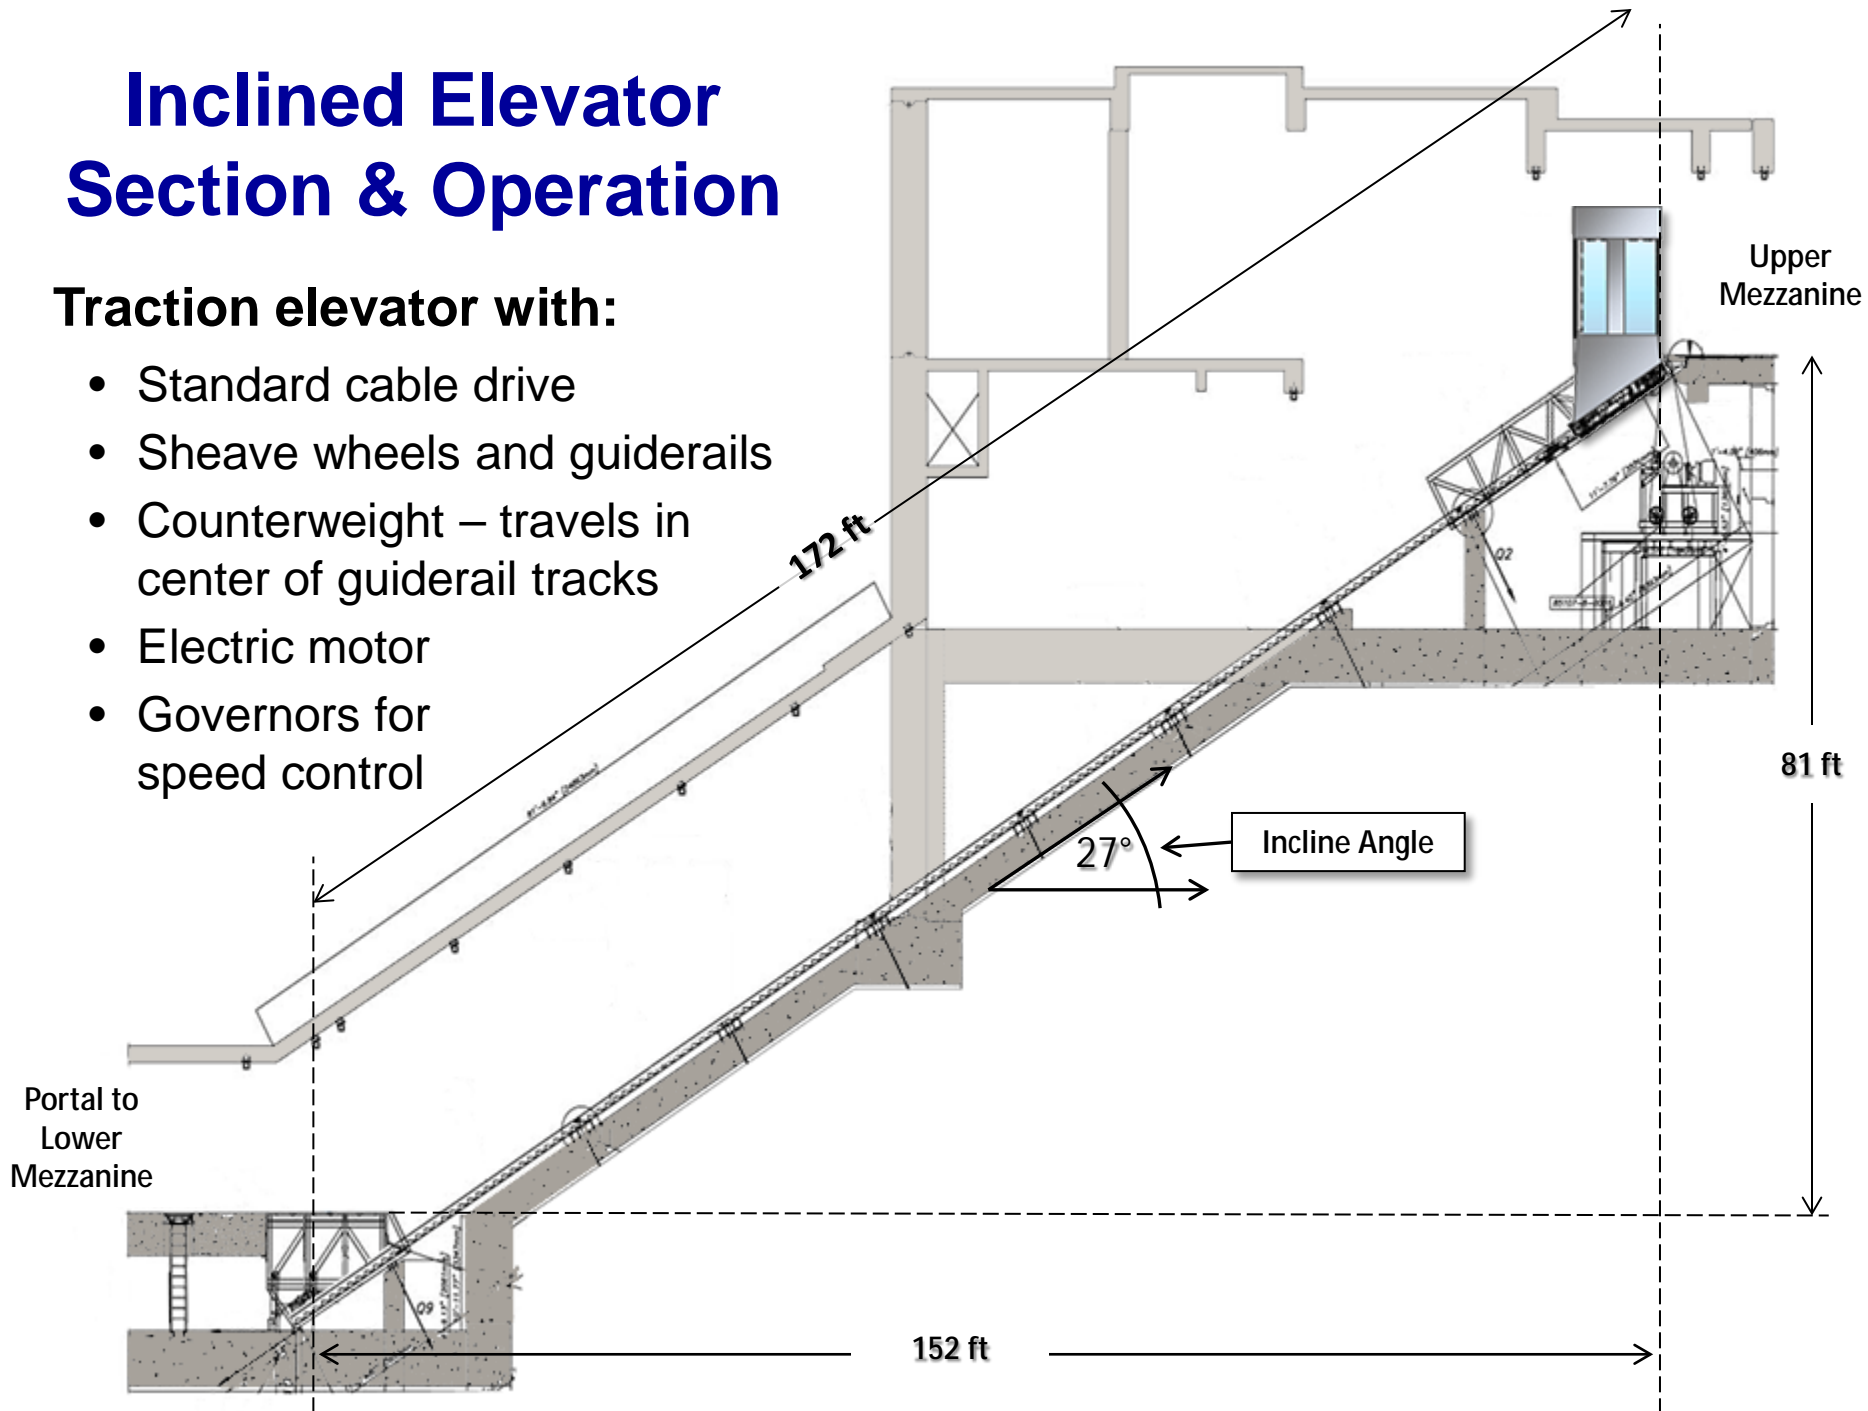 Inclined Elevator
Section & Operation
Traction elevator with:
• Standard cable drive
• Sheave wheels and guiderails
• Counterweight – travels in
center of guiderail tracks
• Electric motor
• Governors for
speed control
172 ft
Upper
Mezzanine
Q2
81 ft
27°
Incline Angle
Portal to
Lower
Mezzanine
Q9
152 ft